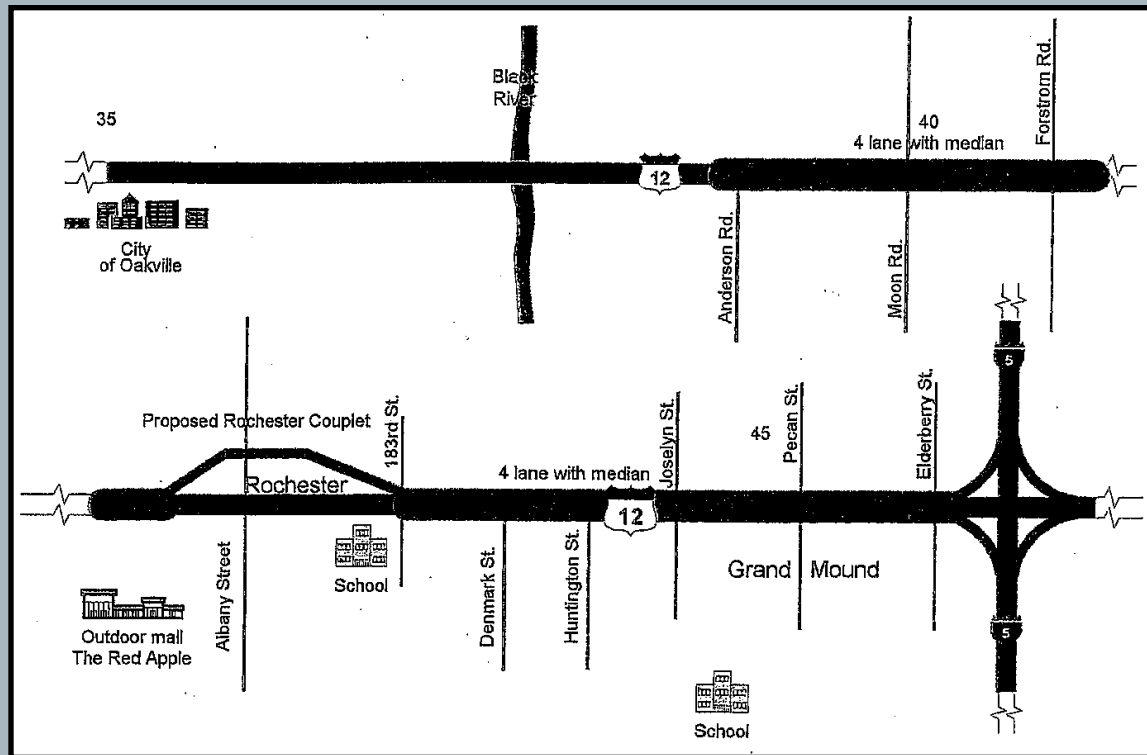 35
Black
River
40
4 lane with median
Forstrom Rd.
12
City
of Oakville
Anderson Rd.
Moon Rd.
5
Proposed Rochester Couplet
183rd St.
Rochester
4 lane with median
Joselyn St.
45
Pecan St.
Elderberry St.
12
School
Albany Street
Denmark St.
Huntington St.
Grand Mound
Outdoor mall
The Red Apple
5
School